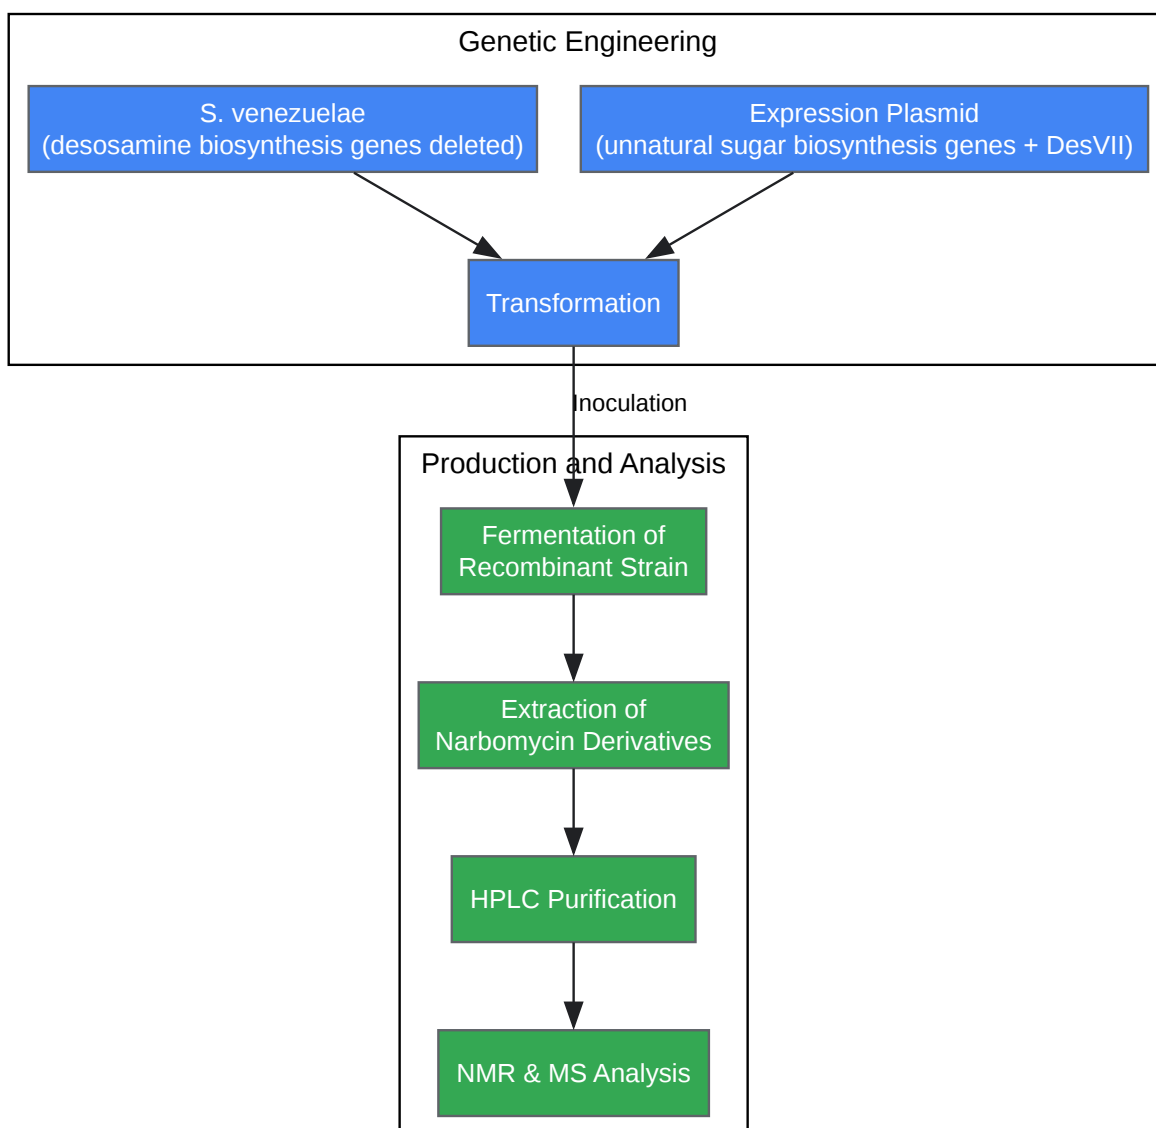 Genetic Engineering
S. venezuelae
(desosamine biosynthesis genes deleted)
Expression Plasmid
(unnatural sugar biosynthesis genes + DesVII)
Transformation
Inoculation
Production and Analysis
Fermentation of
Recombinant Strain
Extraction of
Narbomycin Derivatives
HPLC Purification
NMR & MS Analysis